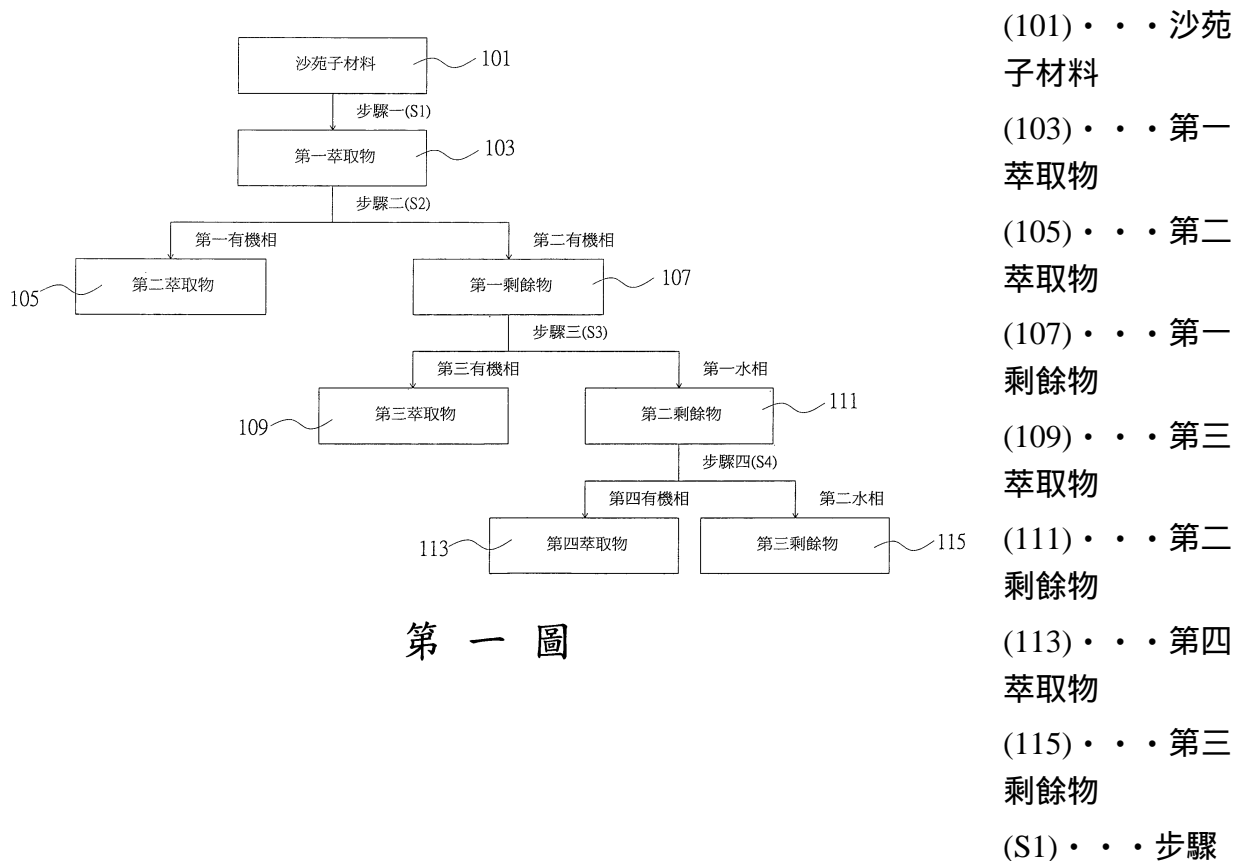 沙苑子材料
101
步驟一(S1)
第一萃取物
103
步驟二(S2)
第一有機相
第二有機相
105
第二萃取物
第一剩餘物
107
步驟三(S3)
第三有機相
第一水相
109
第三萃取物
第二剩餘物
111
步驟四(S4)
第四有機相
第二水相
113
第四萃取物
第三剩餘物
115
第一圖
(101)・・・沙苑
子材料
(103)・・・第一
萃取物
(105)・・・第二
萃取物
(107)・・・第一
剩餘物
(109)・・・第三
萃取物
(111)・・・第二
剩餘物
(113)・・・第四
萃取物
(115)・・・第三
剩餘物
(S1)・・・步驟